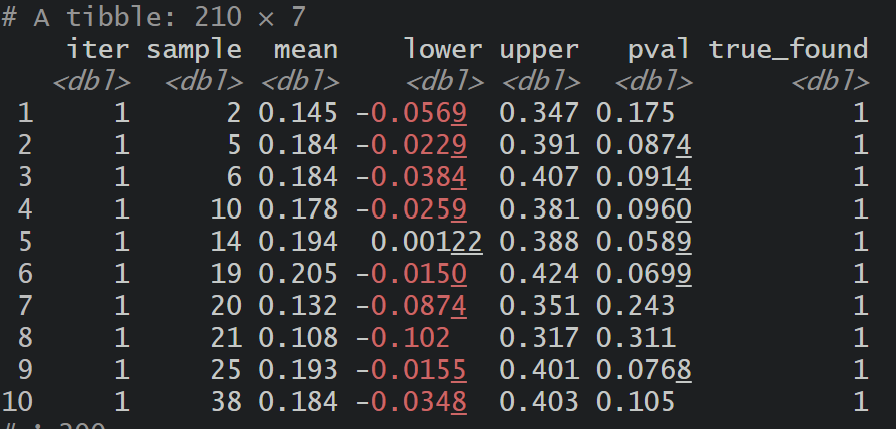 # A tibble: 210 × 7
iter sample mean lower upper pval true_found
<dbl> <dbl> <dbl> <dbl> <dbl> <dbl> <dbl>
1 1 2 0.145 -0.0569 0.347 0.175 1
2 1 5 0.184 -0.0229 0.391 0.0874 1
3 1 6 0.184 -0.0384 0.407 0.0914 1
4 1 10 0.178 -0.0259 0.381 0.0960 1
5 1 14 0.194 0.00122 0.388 0.0589 1
6 1 19 0.205 -0.0150 0.424 0.0699 1
7 1 20 0.132 -0.0874 0.351 0.243 1
8 1 21 0.108 -0.102 0.317 0.311 1
9 1 25 0.193 -0.0155 0.401 0.0768 1
10 1 38 0.184 -0.0348 0.403 0.105 1